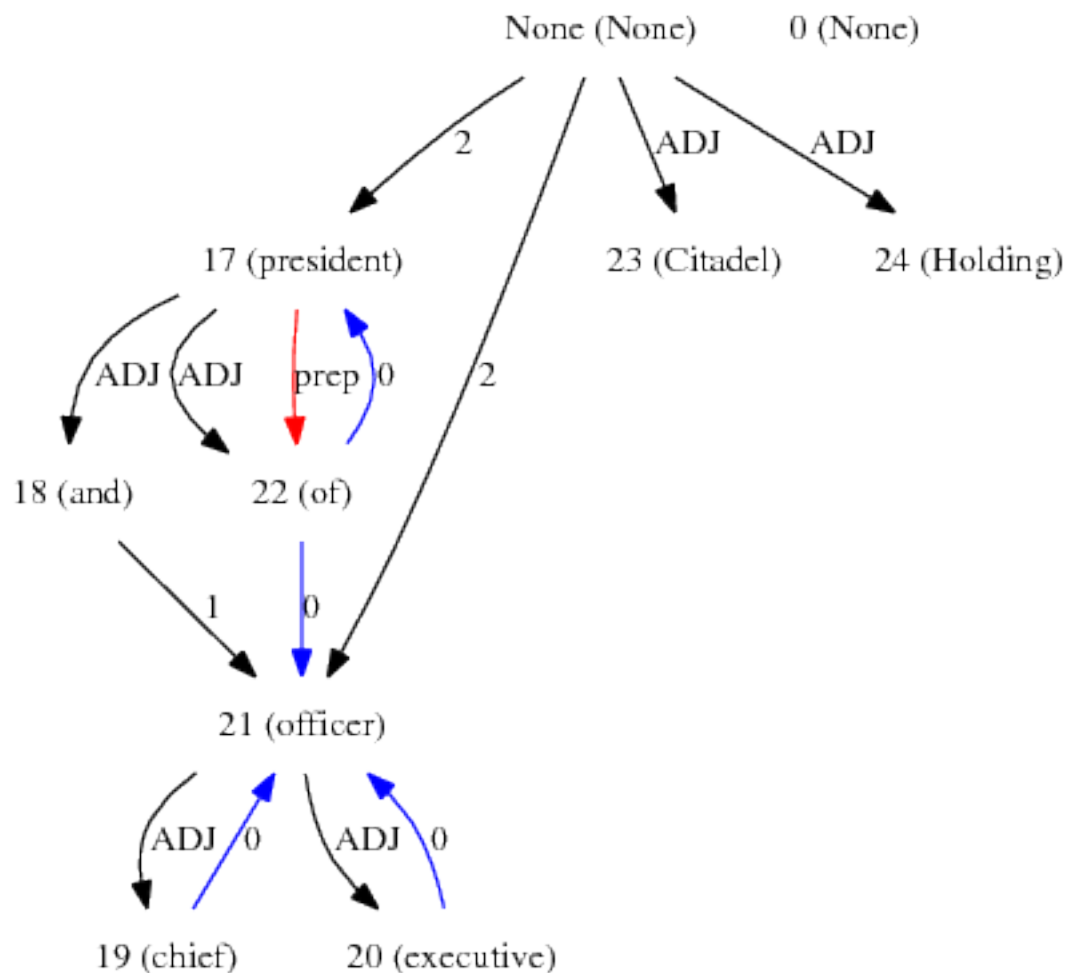 None (None) 0 (None)
2 ADJ ADJ
17 (president) 23 (Citadel) 24 (Holding)
ADJ ADJ prep 0 2
18 (and) 22 (of)
1 0
21 (officer)
ADJ 0 ADJ 0
19 (chief) 20 (executive)